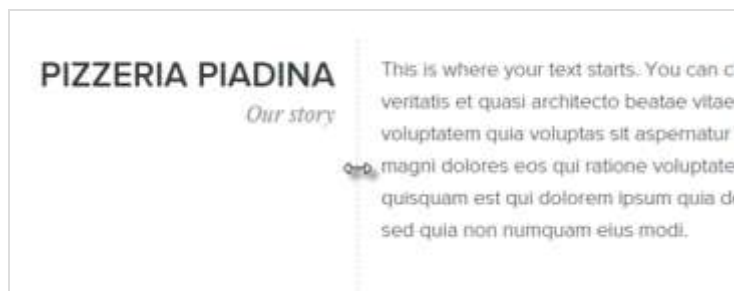 PIZZERIA PIADINA
Our story
This is where your text starts. You can
veritatis et quasi architecto beatae vitae
voluptatem quia voluptas sit aspernatur
magni dolores eos qui ratione voluptate
quisquam est qui dolorem ipsum quia
sed quia non numquam eius modi.